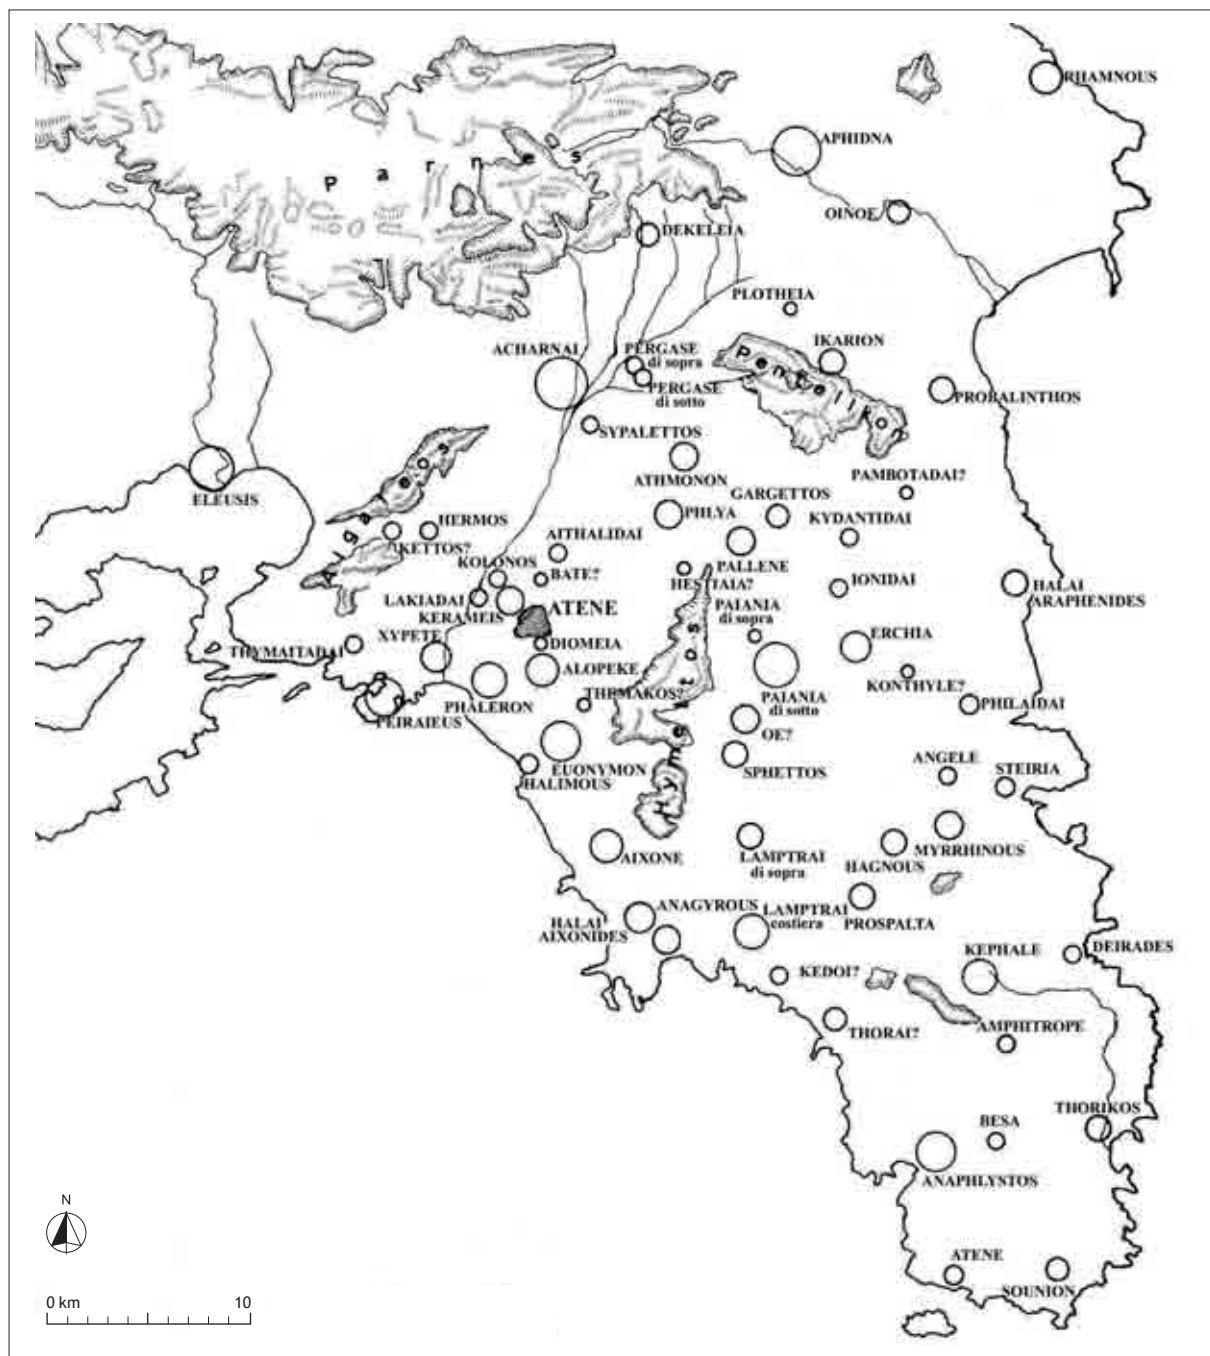 RHAMNOUS
APHIDNA
Parnes
OINOE
DEKELEIA
PLOTHEIA
IKARION
ACHARNAI
PERGASE
di sopra
Pentelikon
PERGASE
di sotto
PROBALINTHOS
SYPALETTOS
ATHMONON
PAMBOTADAI?
ELEUSIS
Aigaleos
GARGETTOS
HERMOS
PHLYA
KYDANTIDAI
KETTOS?
AITHALIDAI
KOLONOS
BATE?
PALLENE
HESTIAIA?
IONIDAI
HALAI
ARAPHENIDES
LAKIADAI
KERAMEIS
ATENE
PAIANIA
di sopra
XYPETE
DIOMEIA
ERCHIA
THYMAITADAI
ALOPEKE
Hymettos
KONTHYLE?
PHALERON
THEMAKOS?
PAIANIA
di sotto
PHILAIDAI
PEIRAIEUS
OE?
EUONYMON
HALIMOUS
SPHETTOS
ANGELE
STEIRIA
AIXONE
LAMPTRAI
di sopra
MYRRHINOUS
HAGNOUS
ANAGYROUS
LAMPTRAI
costiera
HALAI
AIXONIDES
PROSPALTA
KEPHALE
DEIRADES
KEDOI?
THORAI?
AMPHITROPE
BESA
THORIKOS
ANAPHLYSTOS
N
ATENE
SOUNION
0 km 10